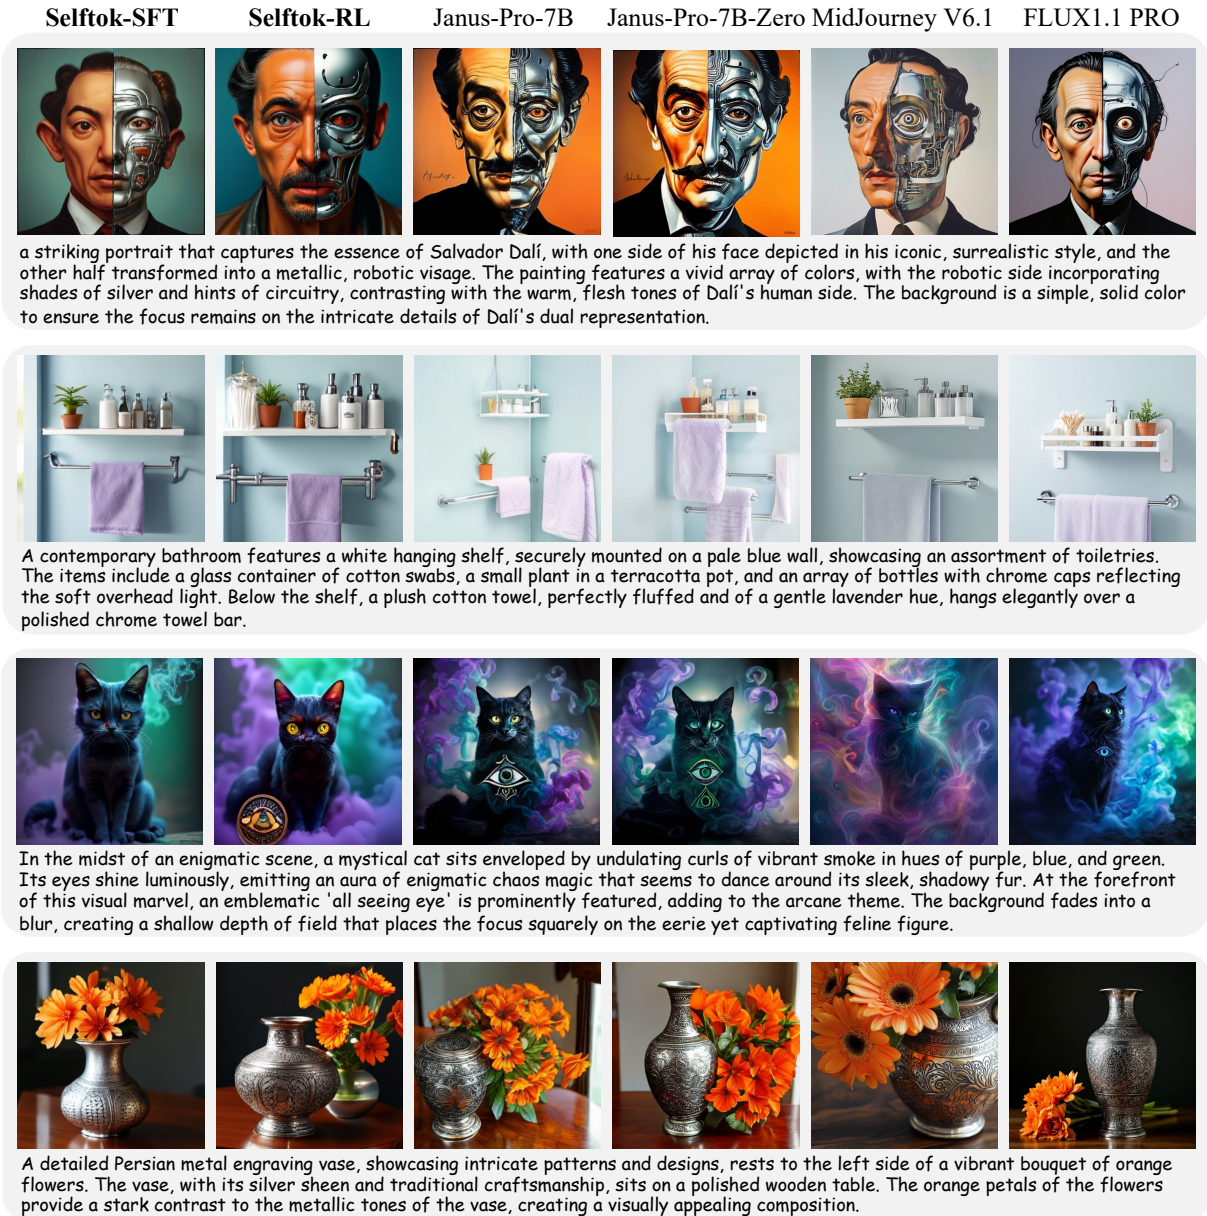 Selftok-SFT Selftok-RL Janus-Pro-7B Janus-Pro-7B-Zero MidJourney V6.1 FLUX1.1 PRO
a striking portrait that captures the essence of Salvador Dalí, with one side of his face depicted in his iconic, surrealistic style, and the
other half transformed into a metallic, robotic visage. The painting features a vivid array of colors, with the robotic side incorporating
shades of silver and hints of circuitry, contrasting with the warm, flesh tones of Dalí's human side. The background is a simple, solid color
to ensure the focus remains on the intricate details of Dalí's dual representation.
A contemporary bathroom features a white hanging shelf, securely mounted on a pale blue wall, showcasing an assortment of toiletries.
The items include a glass container of cotton swabs, a small plant in a terracotta pot, and an array of bottles with chrome caps reflecting
the soft overhead light. Below the shelf, a plush cotton towel, perfectly fluffed and of a gentle lavender hue, hangs elegantly over a
polished chrome towel bar.
In the midst of an enigmatic scene, a mystical cat sits enveloped by undulating curls of vibrant smoke in hues of purple, blue, and green.
Its eyes shine luminously, emitting an aura of enigmatic chaos magic that seems to dance around its sleek, shadowy fur. At the forefront
of this visual marvel, an emblematic 'all seeing eye' is prominently featured, adding to the arcane theme. The background fades into a
blur, creating a shallow depth of field that places the focus squarely on the eerie yet captivating feline figure.
A detailed Persian metal engraving vase, showcasing intricate patterns and designs, rests to the left side of a vibrant bouquet of orange
flowers. The vase, with its silver sheen and traditional craftsmanship, sits on a polished wooden table. The orange petals of the flowers
provide a stark contrast to the metallic tones of the vase, creating a visually appealing composition.